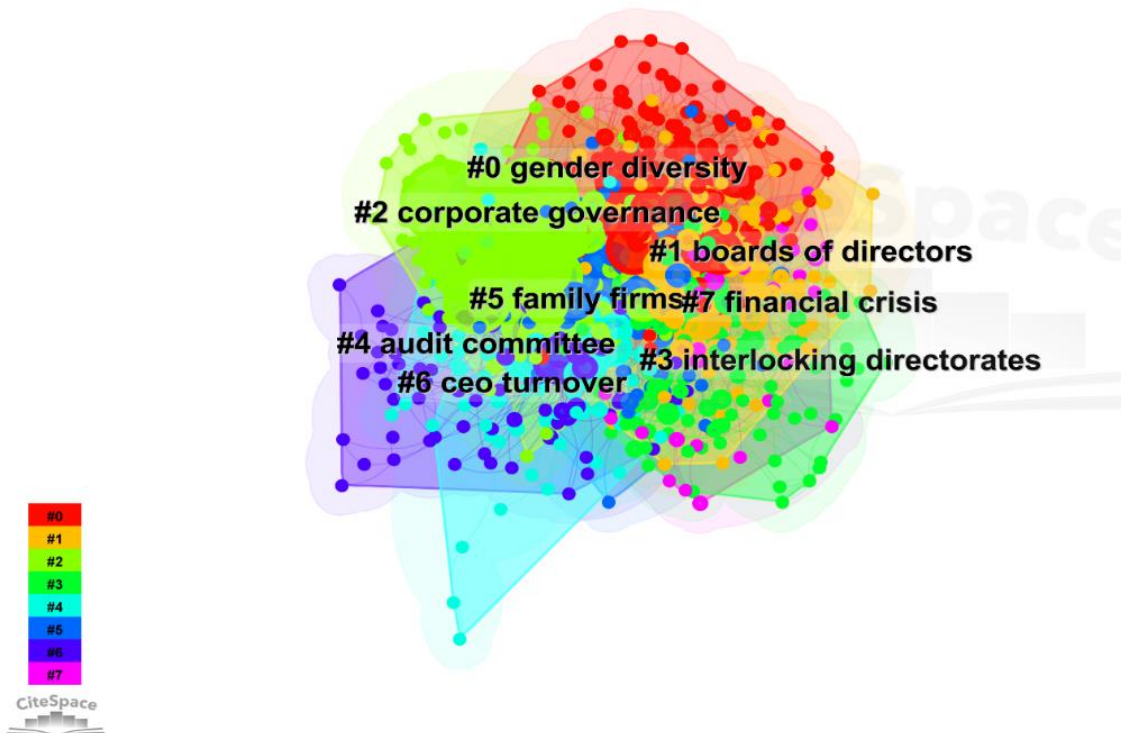 #0 gender diversity
#2 corporate governance
#1 boards of directors
#5 family firms
#7 financial crisis
#4 audit committee
#3 interlocking directorates
#6 ceo turnover
CiteSpace
#0
#1
#2
#3
#4
#5
#6
#7
CiteSpace